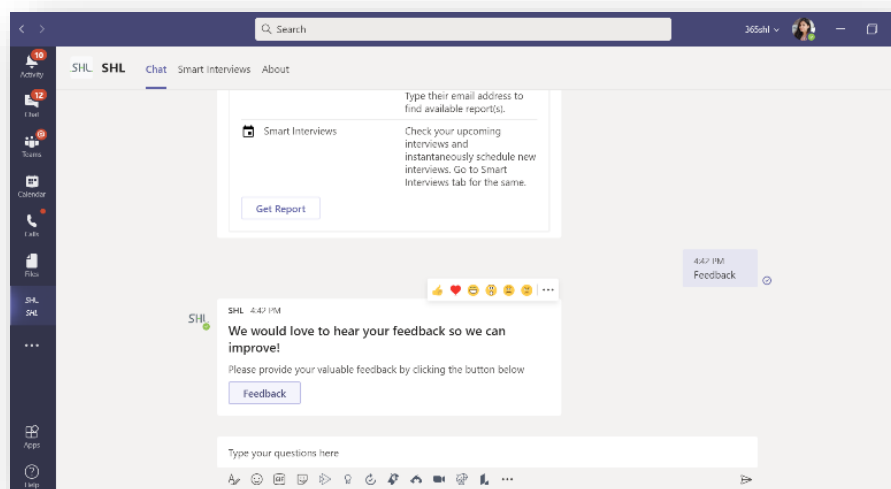 Search
365shl
10
Activity
SHL SHL Chat Smart Interviews About
12
Chat
Teams
Calendar
Calls
Files
SHL
SHL
Apps
Help
Type their email address to
find available report(s).
Smart Interviews
Check your upcoming
interviews and
instantaneously schedule new
interviews. Go to Smart
Interviews tab for the same.
Get Report
4:42 PM
Feedback
SHL
SHL 4:42 PM
We would love to hear your feedback so we can
improve!
Please provide your valuable feedback by clicking the button below
Feedback
Type your questions here
GIF